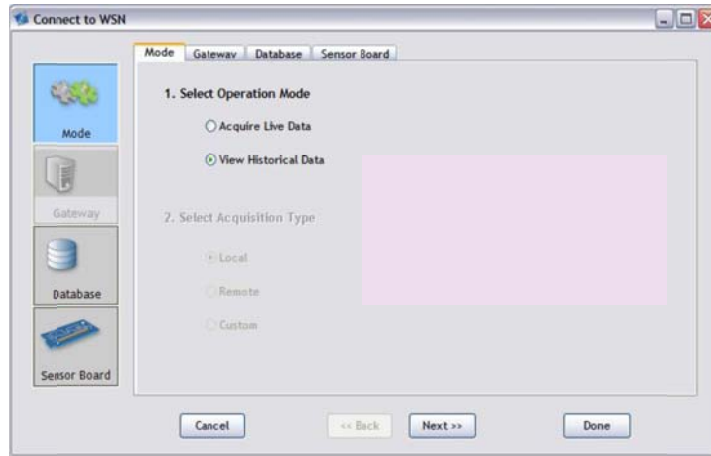 Connect to WSN
Mode Gateway Database Sensor Board
Mode
Gateway
Database
Sensor Board
1. Select Operation Mode
Acquire Live Data
View Historical Data
2. Select Acquisition Type
Local
Remote
Custom
Cancel << Back Next >> Done